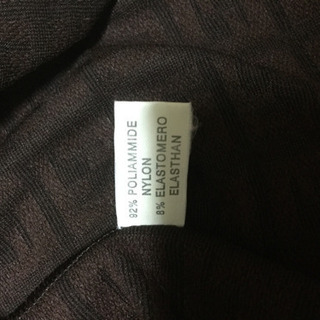 92% POLIAMMIDE
NYLON
8% ELASTOMERO
ELASTHAN